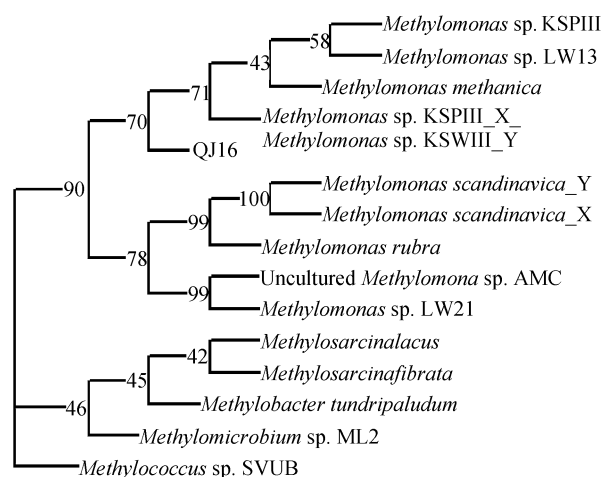 Methylomonas sp. KSPIII
58
Methylomonas sp. LW13
43
Methylomonas methanica
71
Methylomonas sp. KSPIII_X_
70
Methylomonas sp. KSWIII_Y
QJ16
90
Methylomonas scandinavica_Y
100
Methylomonas scandinavica_X
99
Methylomonas rubra
78
Uncultured Methylomona sp. AMC
99
Methylomonas sp. LW21
Methylosarcinalacus
42
Methylosarcinafibrata
45
Methylobacter tundripaludum
46
Methylomicrobium sp. ML2
Methylococcus sp. SVUB